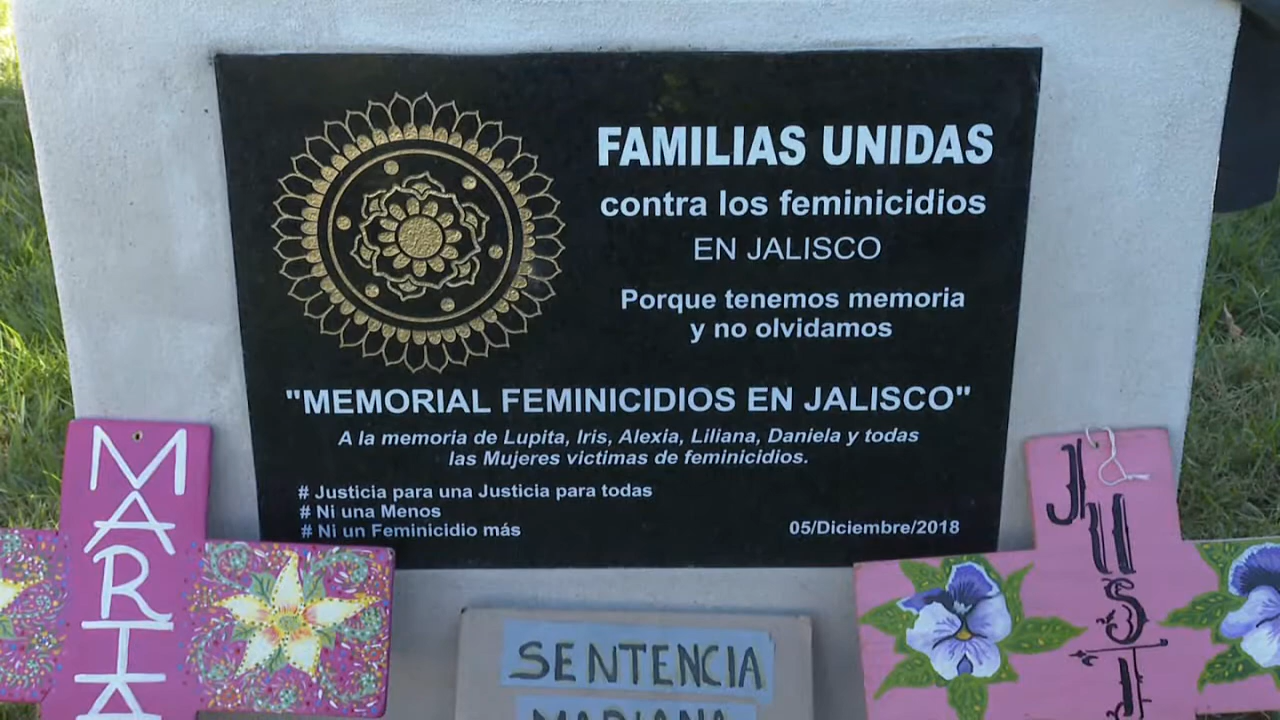 FAMILIAS UNIDAS
contra los feminicidios
EN JALISCO
Porque tenemos memoria
y no olvidamos
"MEMORIAL FEMINICIDIOS EN JALISCO"
A la memoria de Lupita, Iris, Alexia, Liliana, Daniela y todas
las Mujeres victimas de feminicidios.
# Justicia para una Justicia para todas
# Ni una Menos
# Ni un Feminicidio más
05/Diciembre/2018
MARIA
JUSTI
SENTENCIA
MARIANA